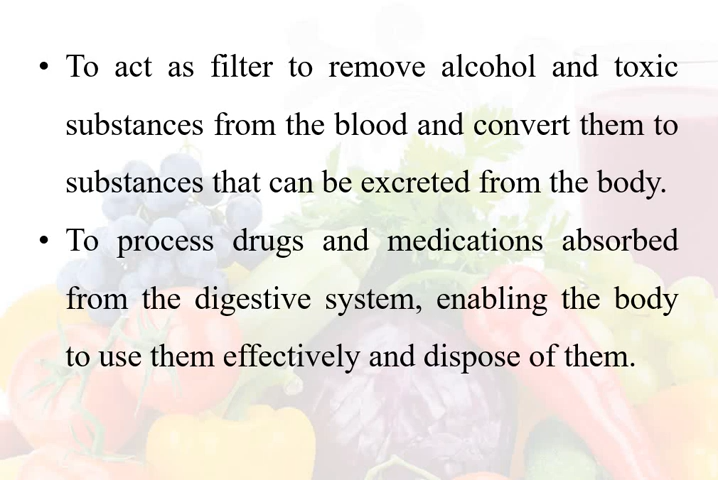 • To act as filter to remove alcohol and toxic
substances from the blood and convert them to
substances that can be excreted from the body.
• To process drugs and medications absorbed
from the digestive system, enabling the body
to use them effectively and dispose of them.